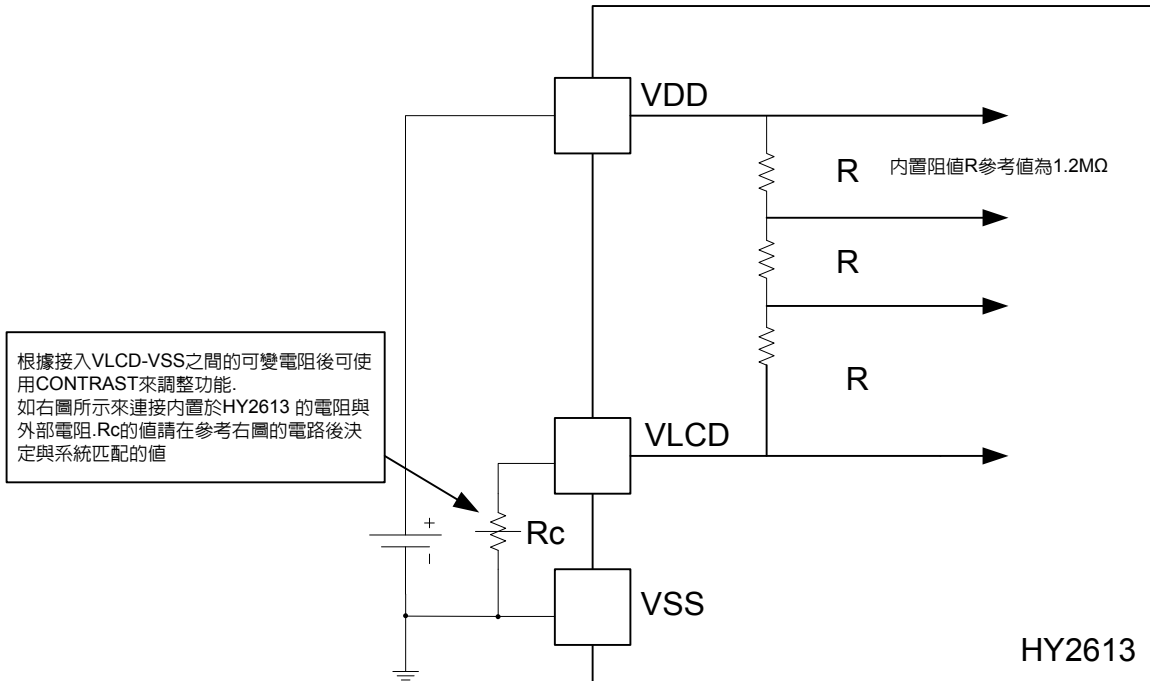 VDD
R
内置阻值R參考值為1.2MΩ
R
R
根據接入VLCD-VSS之間的可變電阻後可使
用CONTRAST來調整功能.
如右圖所示來連接内置於HY2613 的電阻與
外部電阻.Rc的值請在參考右圖的電路後決
定與系統匹配的值
VLCD
+
-
Rc
VSS
HY2613